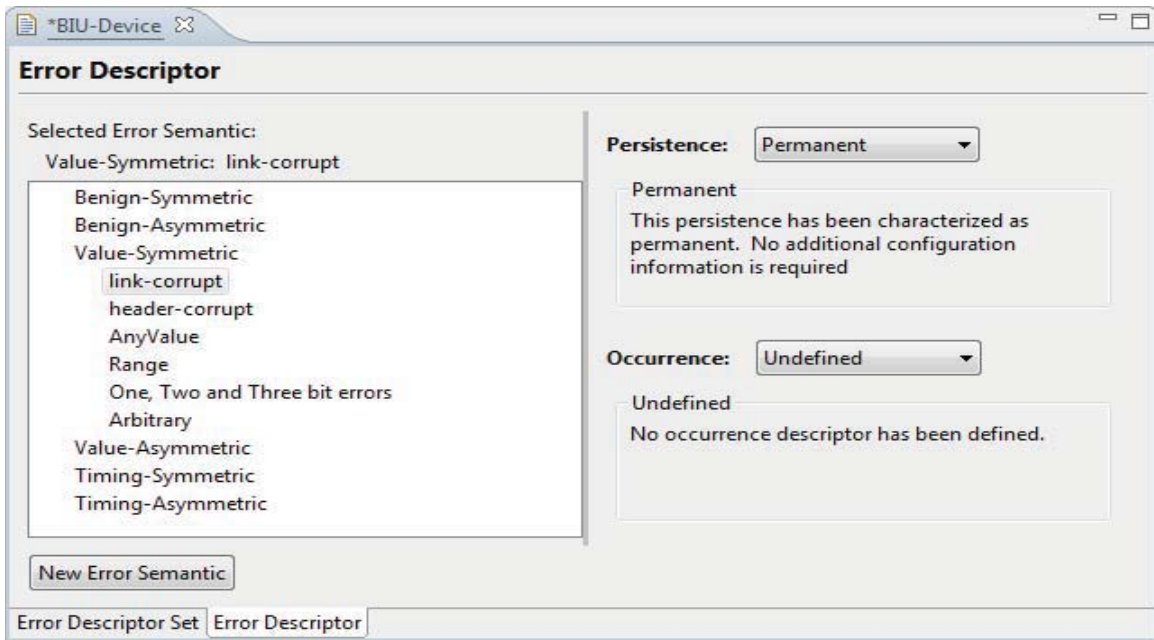 *BIU-Device
Error Descriptor
Selected Error Semantic:
Value-Symmetric: link-corrupt
Benign-Symmetric
Benign-Asymmetric
Value-Symmetric
link-corrupt
header-corrupt
AnyValue
Range
One, Two and Three bit errors
Arbitrary
Value-Asymmetric
Timing-Symmetric
Timing-Asymmetric
New Error Semantic
Persistence: Permanent
Permanent
This persistence has been characterized as
permanent. No additional configuration
information is required
Occurrence: Undefined
Undefined
No occurrence descriptor has been defined.
Error Descriptor Set Error Descriptor